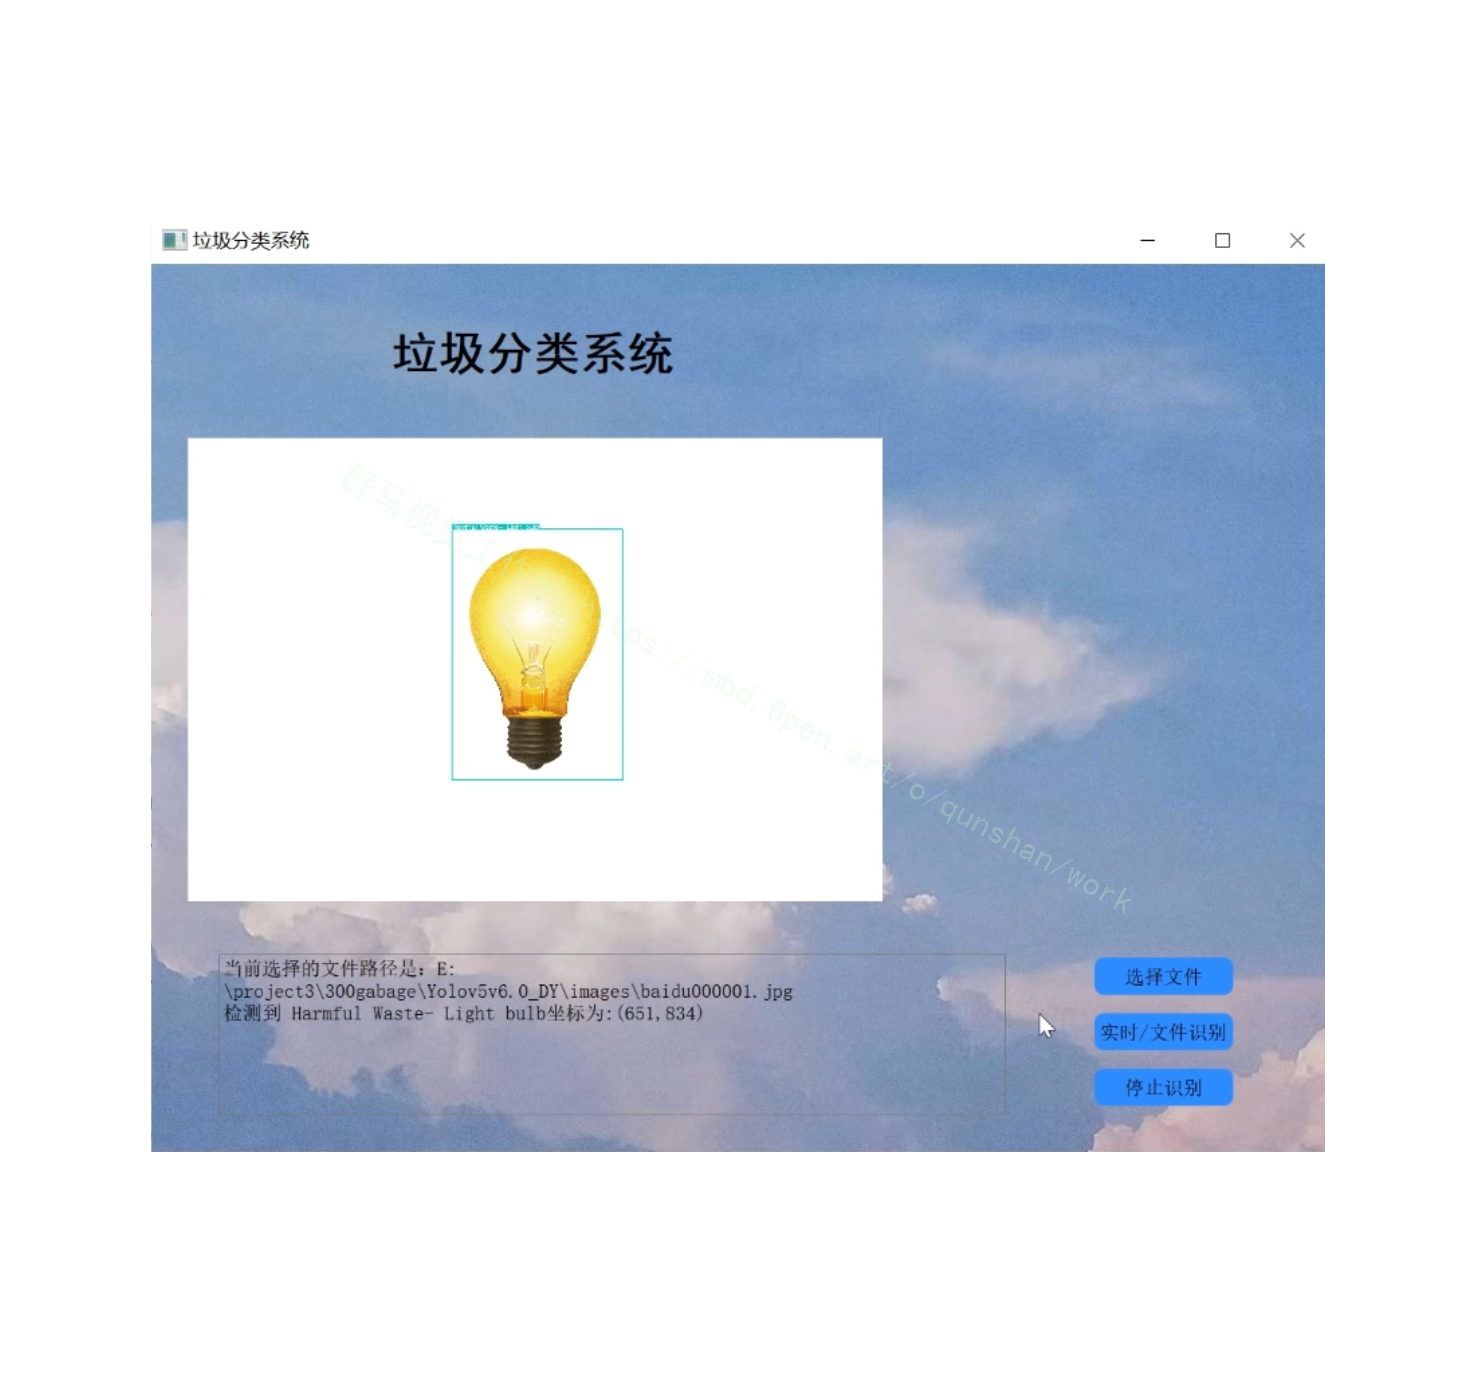 垃圾分类系统
垃圾分类系统
群马视觉工
ttps://mbd.6pen.art/o/qunshan/work
当前选择的文件路径是：E:
\project3\300gabage\Yolov5v6.0_DY\images\baidu000001.jpg
检测到 Harmful Waste- Light bulb坐标为:(651,834)
选择文件
实时/文件识别
停止识别